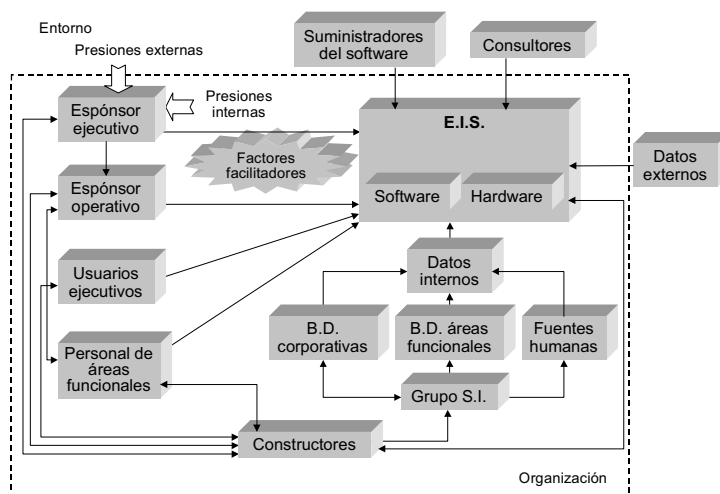 Entorno
Presiones externas
Suministradores
del software
Consultores
Espónsor
ejecutivo
Presiones
internas
E.I.S.
Factores
facilitadores
Datos
externos
Espónsor
operativo
Software
Hardware
Usuarios
ejecutivos
Datos
internos
B.D.
corporativas
B.D. áreas
funcionales
Fuentes
humanas
Personal de
áreas
funcionales
Grupo S.I.
Constructores
Organización